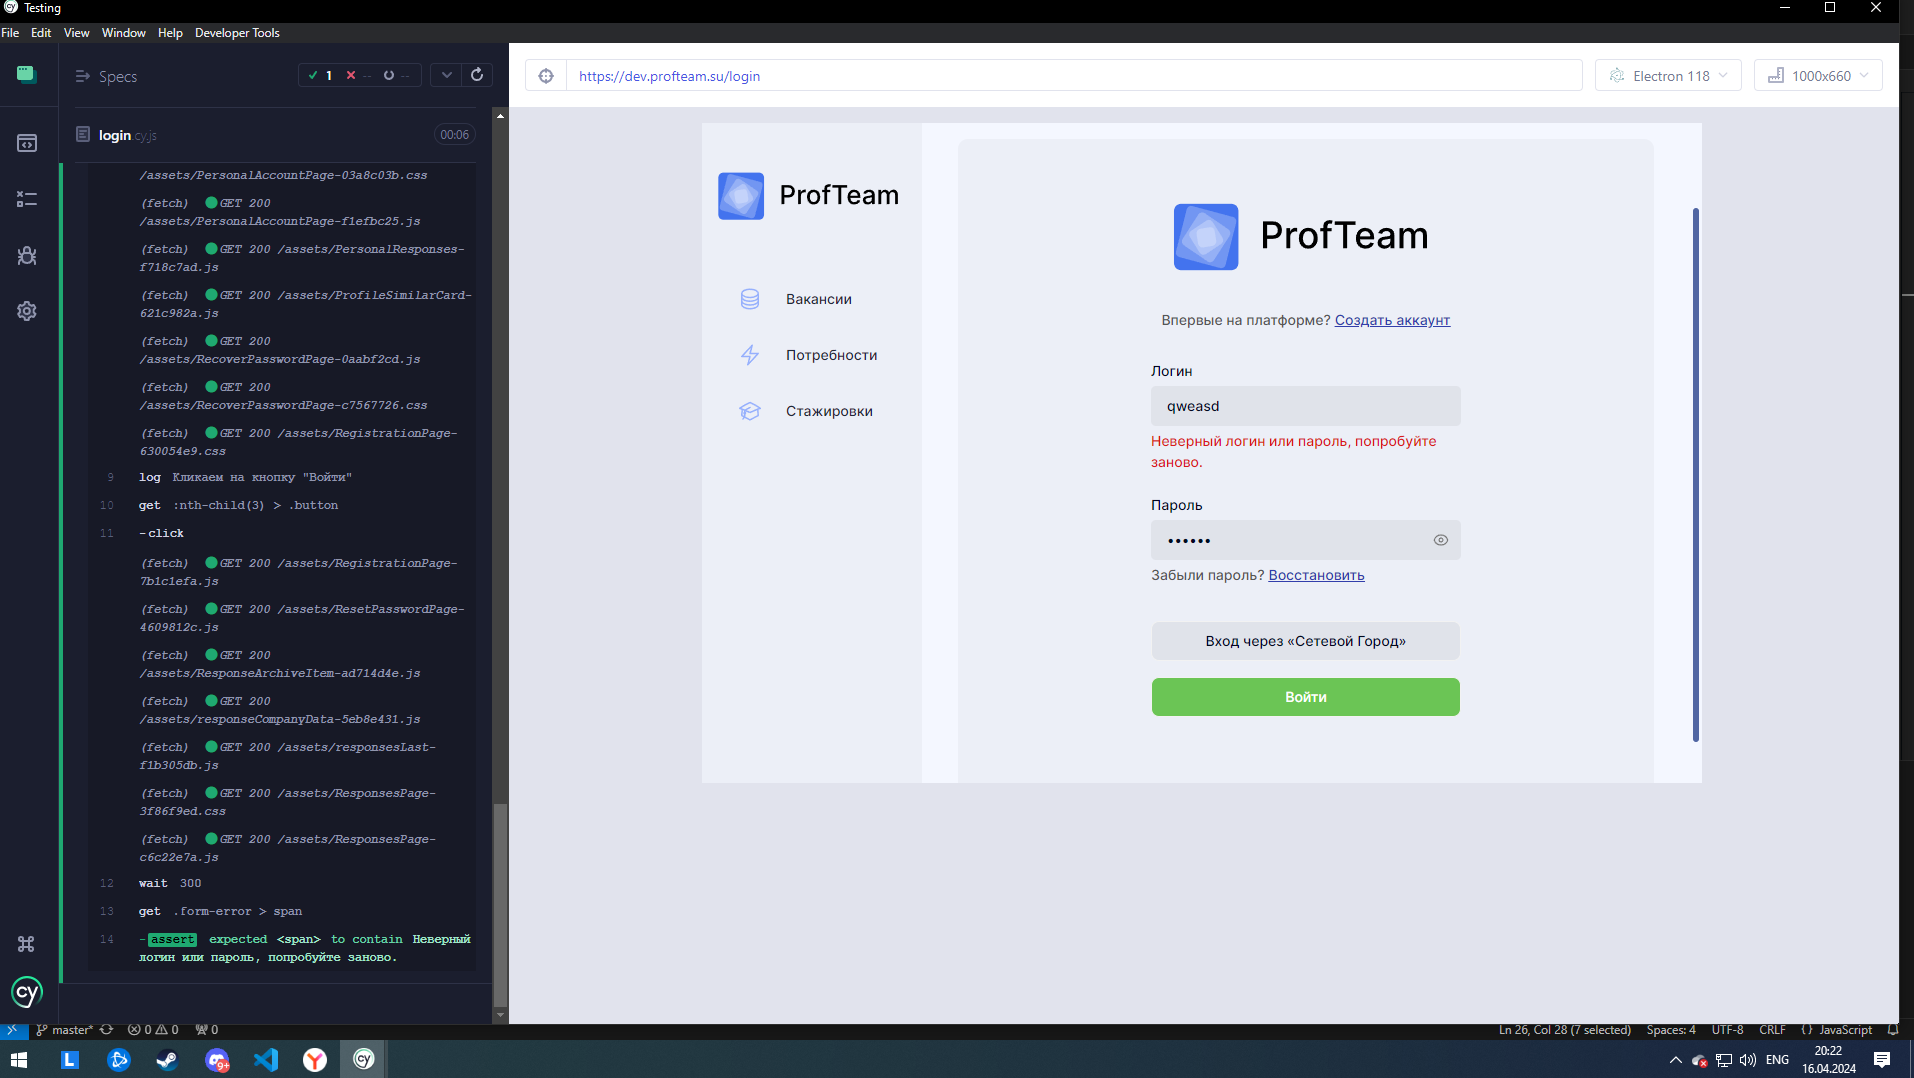 Testing
File Edit View Window Help Developer Tools
Specs
1 -- --
login.cy.js 00:06
/assets/PersonalAccountPage-03a8c03b.css
(fetch) GET 200
/assets/PersonalAccountPage-f1efbc25.js
(fetch) GET 200 /assets/PersonalResponses-
f718c7ad.js
(fetch) GET 200 /assets/ProfileSimilarCard-
621c982a.js
(fetch) GET 200
/assets/RecoverPasswordPage-0aabf2cd.js
(fetch) GET 200
/assets/RecoverPasswordPage-c7567726.css
(fetch) GET 200 /assets/RegistrationPage-
630054e9.css
9 log Кликаем на кнопку "Войти"
10 get :nth-child(3) > .button
11 -click
(fetch) GET 200 /assets/RegistrationPage-
7b1c1efa.js
(fetch) GET 200 /assets/ResetPasswordPage-
4609812c.js
(fetch) GET 200
/assets/ResponseArchiveItem-ad714d4e.js
(fetch) GET 200
/assets/responseCompanyData-5eb8e431.js
(fetch) GET 200 /assets/responsesLast-
f1b305db.js
(fetch) GET 200 /assets/ResponsesPage-
3f86f9ed.css
(fetch) GET 200 /assets/ResponsesPage-
c6c22e7a.js
12 wait 300
13 get .form-error > span
14 -assert expected <span> to contain Неверный
логин или пароль, попробуйте заново.
cy
https://dev.profteam.su/login
Electron 118
1000x660
ProfTeam
Вакансии
Потребности
Стажировки
ProfTeam
Впервые на платформе? Создать аккаунт
Логин
qweasd
Неверный логин или пароль, попробуйте
заново.
Пароль
••••••
Забыли пароль? Восстановить
Вход через «Сетевой Город»
Войти
master* 0 0 0
Ln 26, Col 28 (7 selected) Spaces: 4 UTF-8 CRLF {} JavaScript
L 9+ Y cy
ENG
20:22
16.04.2024